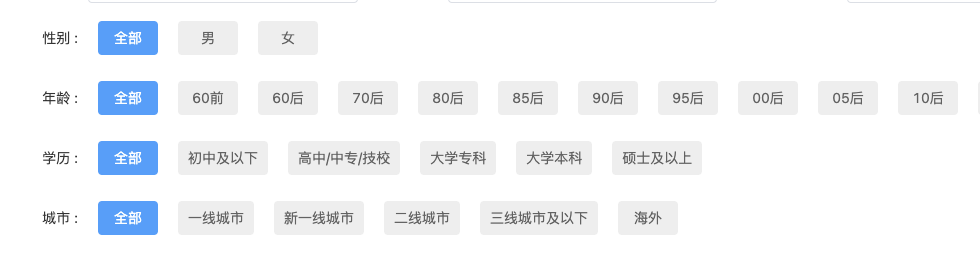 性别： 全部 男 女
年龄： 全部 60前 60后 70后 80后 85后 90后 95后 00后 05后 10后
学历： 全部 初中及以下 高中/中专/技校 大学专科 大学本科 硕士及以上
城市： 全部 一线城市 新一线城市 二线城市 三线城市及以下 海外